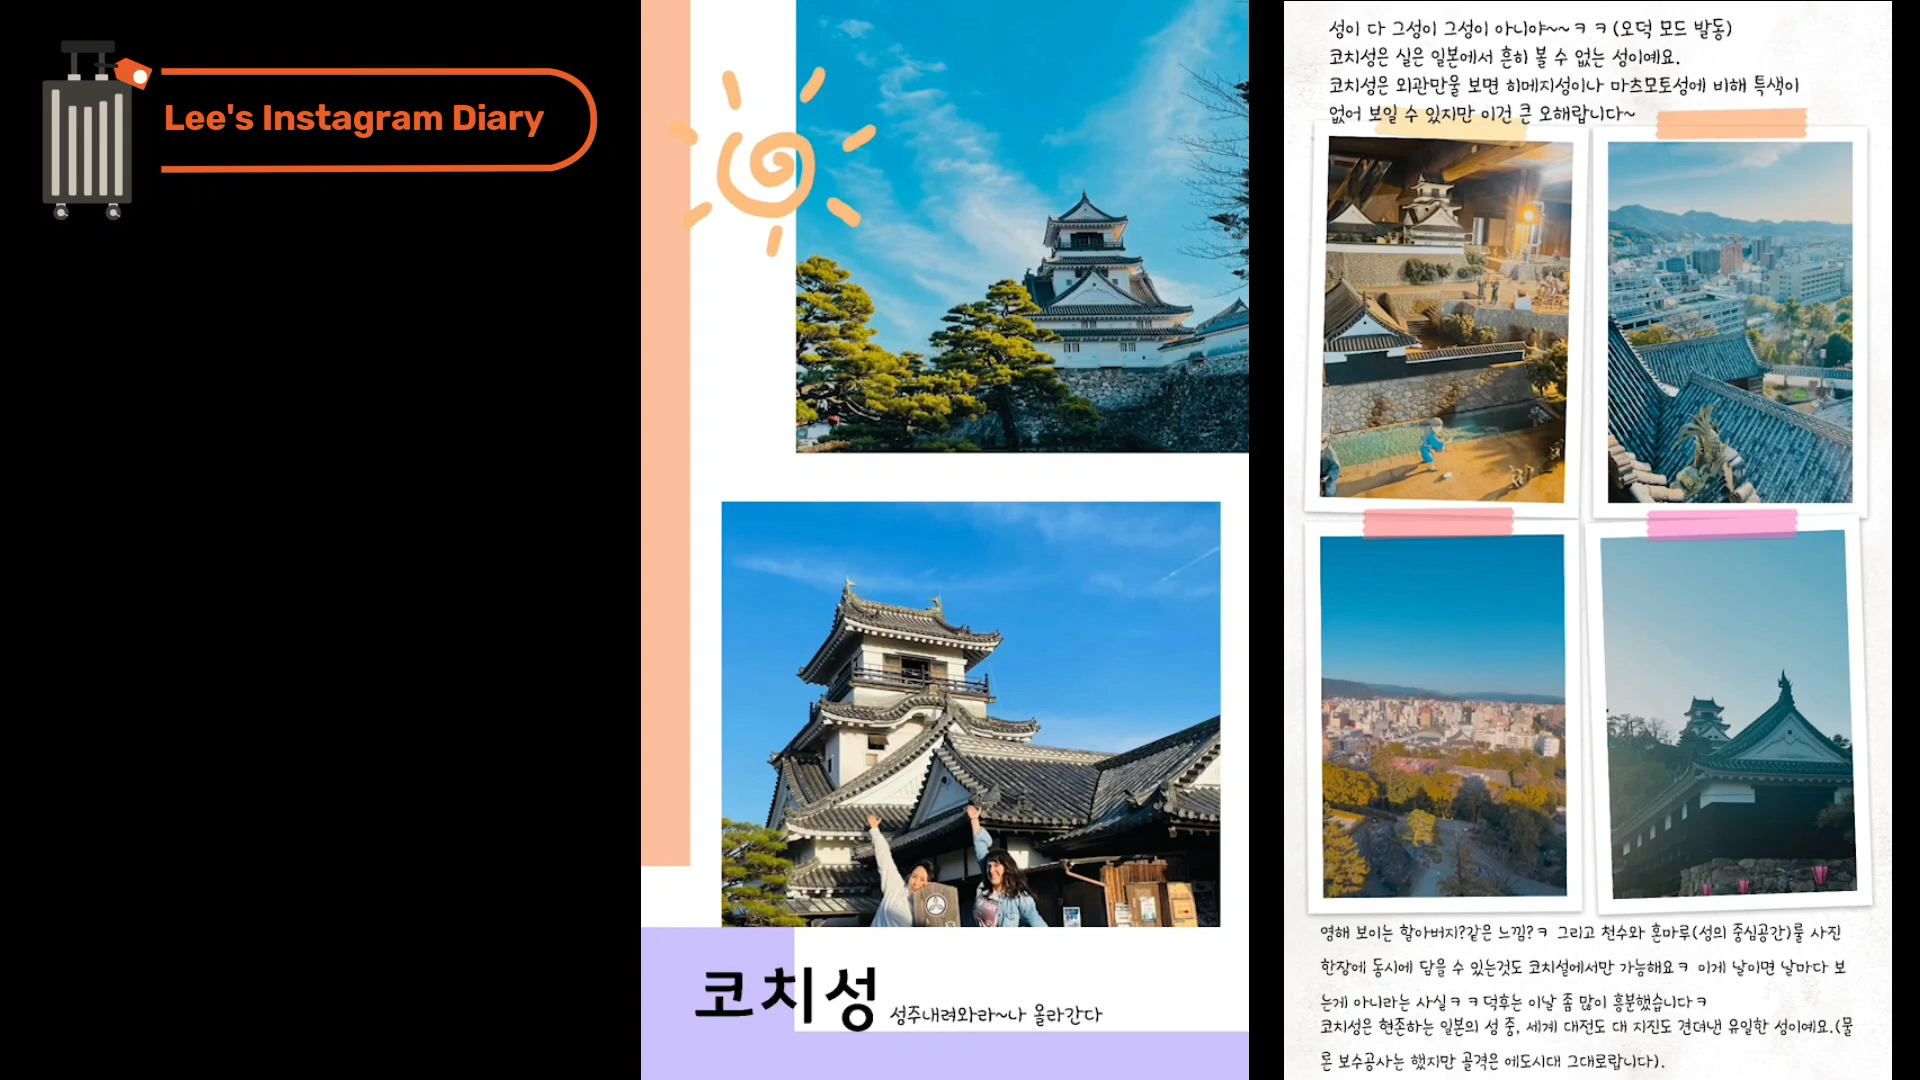 Lee's Instagram Diary
코치성 성주내려와라~나 올라간다
성이 다 그성이 그성이 아니야~~ㅋㅋ(오덕 모드 발동)
코치성은 실은 일본에서 흔히 볼 수 없는 성이예요.
코치성은 외관만울 보면 히메지성이나 마츠모토성에 비해 특색이
없어 보일 수 있지만 이건 큰 오해랍니다~
영해 보이는 할아버지?같은 느낌?ㅋ 그리고 천수와 혼마루(성의 중심공간)룰 사진
한장에 동시에 담을 수 있는것도 코치성에서만 가능해요ㅋ 이게 날이면 날마다 보
는게 아니라는 사실ㅋㅋ덕후는 이날 좀 많이 흥분했습니다ㅋ
코치성은 현존하는 일본의 성 중, 세계 대전도 대 지진도 견뎌낸 유일한 성이예요.(물
론 보수공사는 했지만 골격은 에도시대 그대로랍니다).